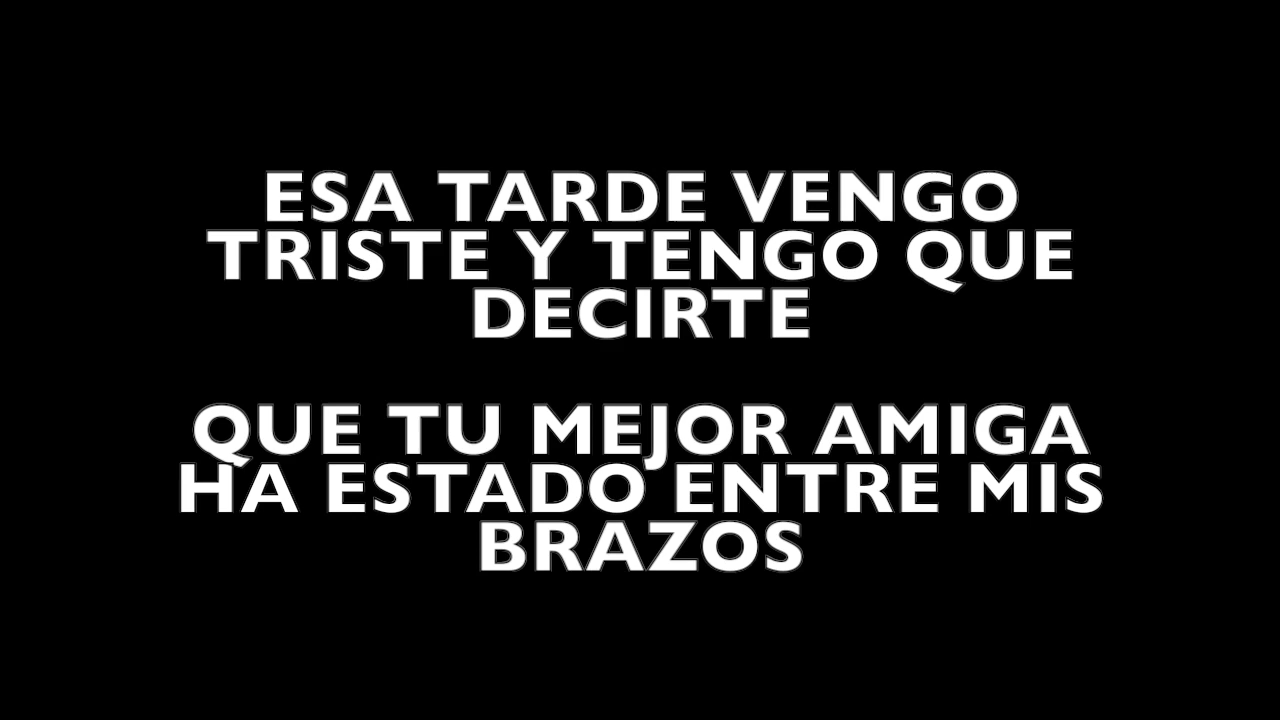 ESA TARDE VENGO
TRISTE Y TENGO QUE
DECIRTE
QUE TU MEJOR AMIGA
HA ESTADO ENTRE MIS
BRAZOS